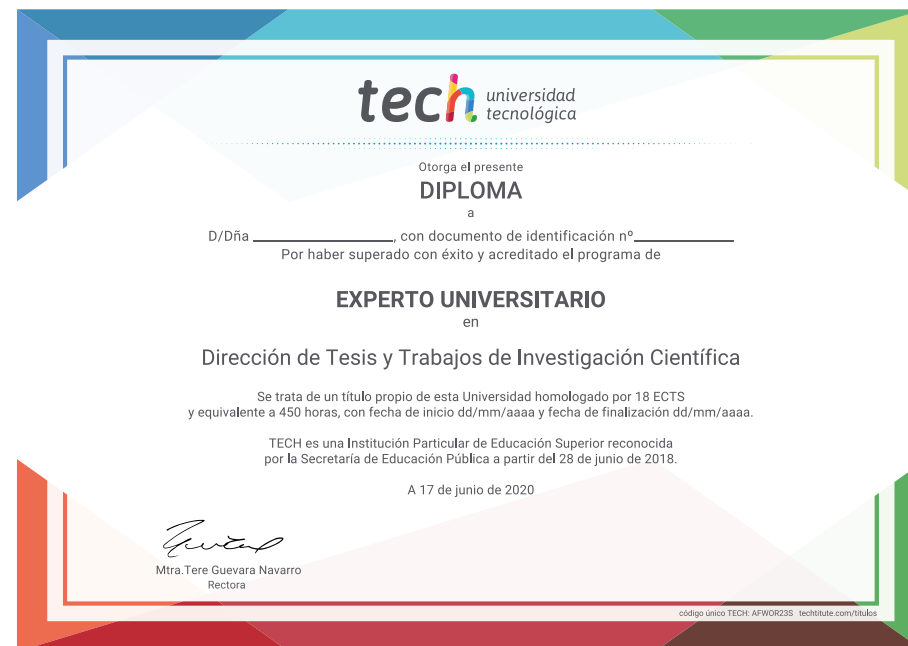 tech universidad
tecnológica
Otorga el presente
DIPLOMA
a
D/Dña ____________, con documento de identificación nº_________
Por haber superado con éxito y acreditado el programa de
EXPERTO UNIVERSITARIO
en
Dirección de Tesis y Trabajos de Investigación Científica
Se trata de un título propio de esta Universidad homologado por 18 ECTS
y equivalente a 450 horas, con fecha de inicio dd/mm/aaaa y fecha de finalización dd/mm/aaaa.
TECH es una Institución Particular de Educación Superior reconocida
por la Secretaría de Educación Pública a partir del 28 de junio de 2018.
A 17 de junio de 2020
Mtra.Tere Guevara Navarro
Rectora
código único TECH: AFWOR23S techtitute.com/titulos